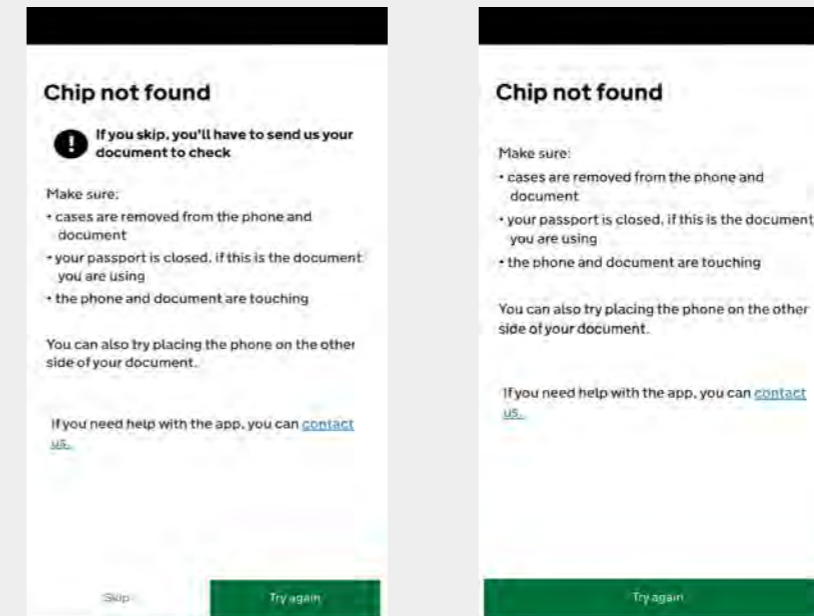 Chip not found
If you skip, you'll have to send us your
document to check
Make sure:
• cases are removed from the phone and
document
• your passport is closed, if this is the document
you are using
• the phone and document are touching
You can also try placing the phone on the other
side of your document.
If you need help with the app, you can contact
us.
Skip
Try again
Chip not found
Make sure:
• cases are removed from the phone and
document
• your passport is closed, if this is the document
you are using
• the phone and document are touching
You can also try placing the phone on the other
side of your document.
If you need help with the app, you can contact
us.
Try again